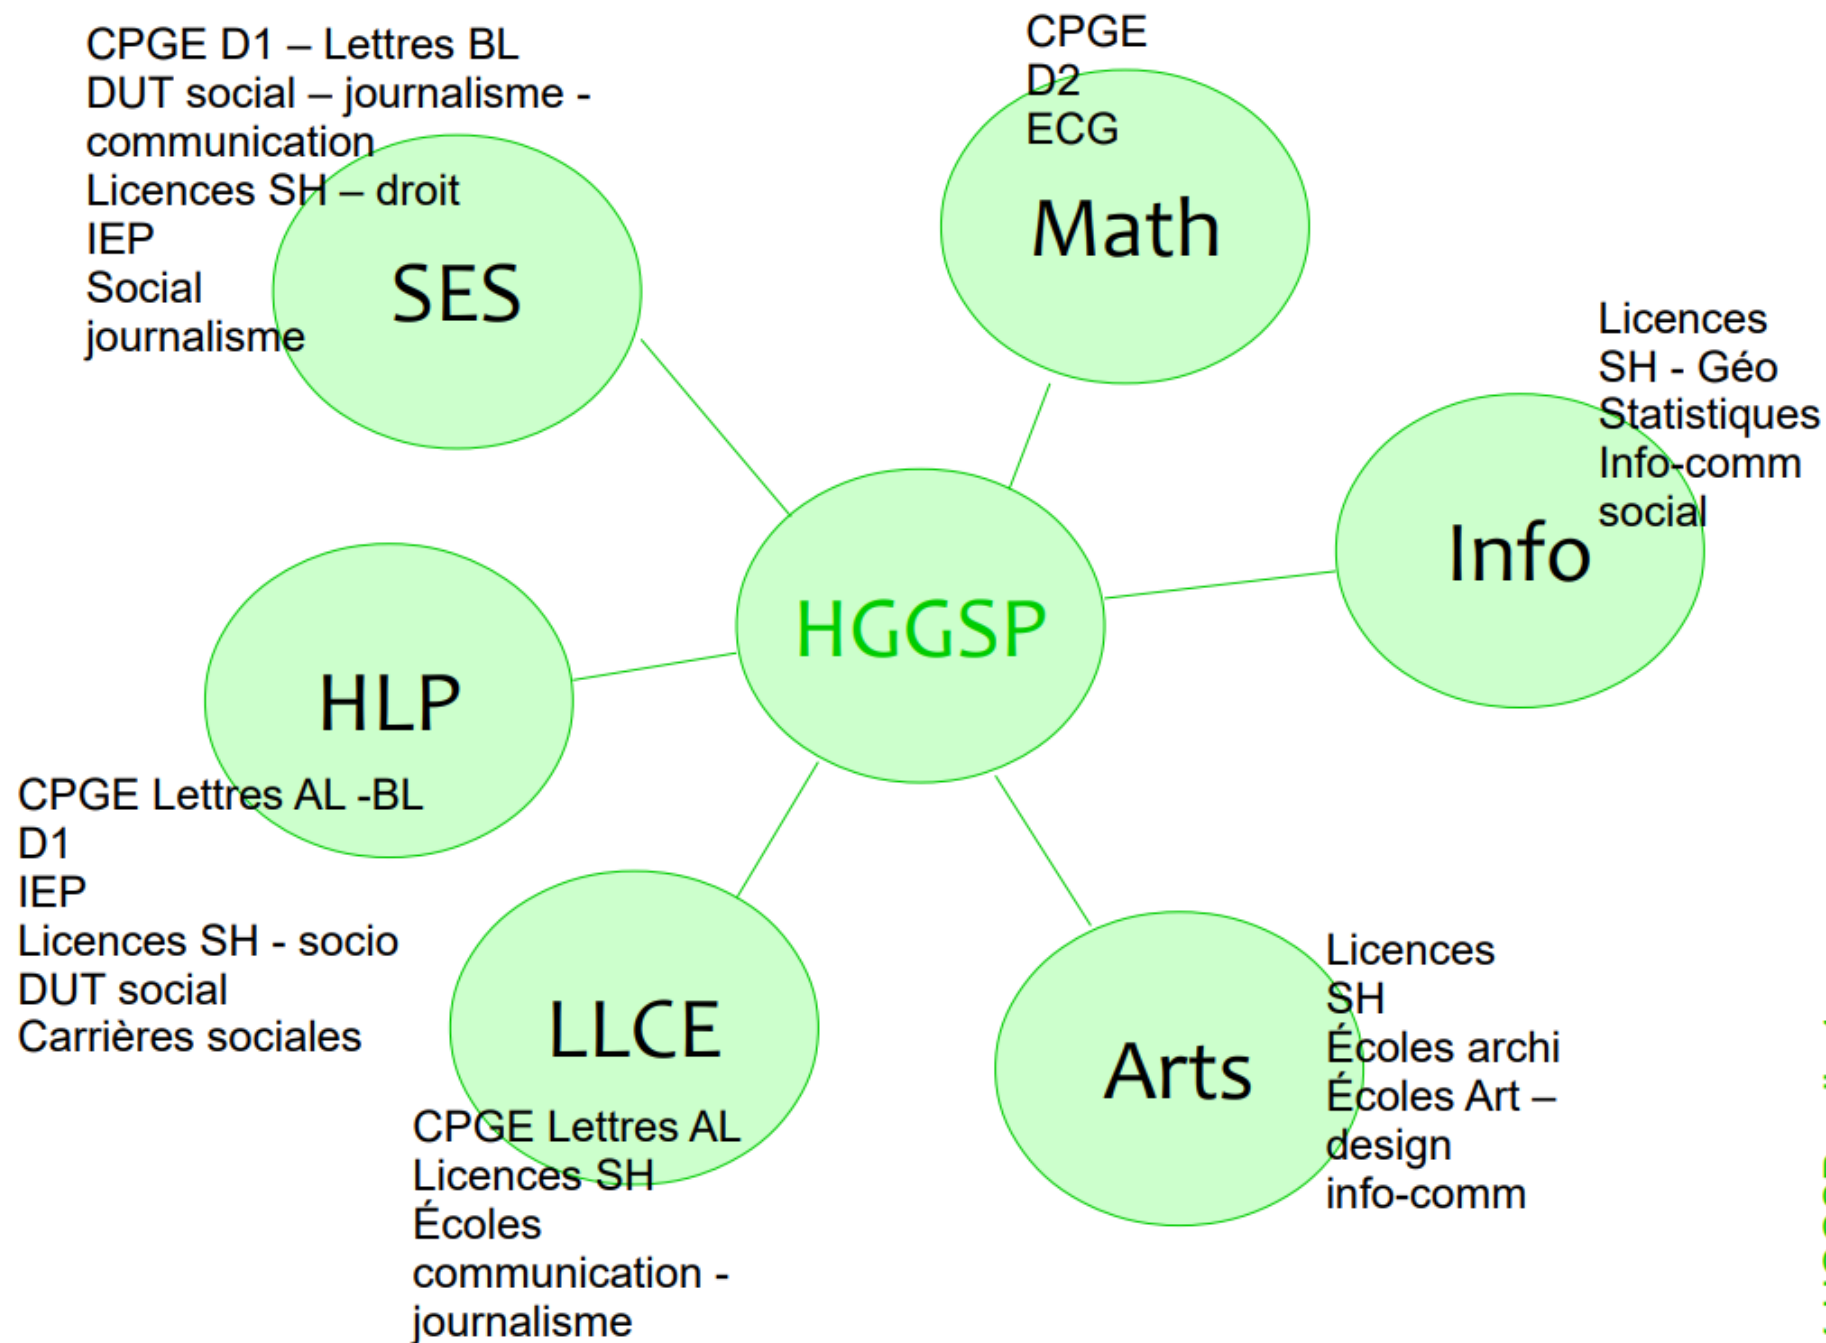 CPGE D1 – Lettres BL
DUT social – journalisme -
communication
Licences SH – droit
IEP
Social
journalisme
SES
CPGE
D2
ECG
Math
Licences
SH - Géo
Statistiques
Info-comm
social
Info
HGGSP
HLP
CPGE Lettres AL -BL
D1
IEP
Licences SH - socio
DUT social
Carrières sociales
LLCE
CPGE Lettres AL
Licences SH
Écoles
communication -
journalisme
Arts
Licences
SH
Écoles archi
Écoles Art –
design
info-comm